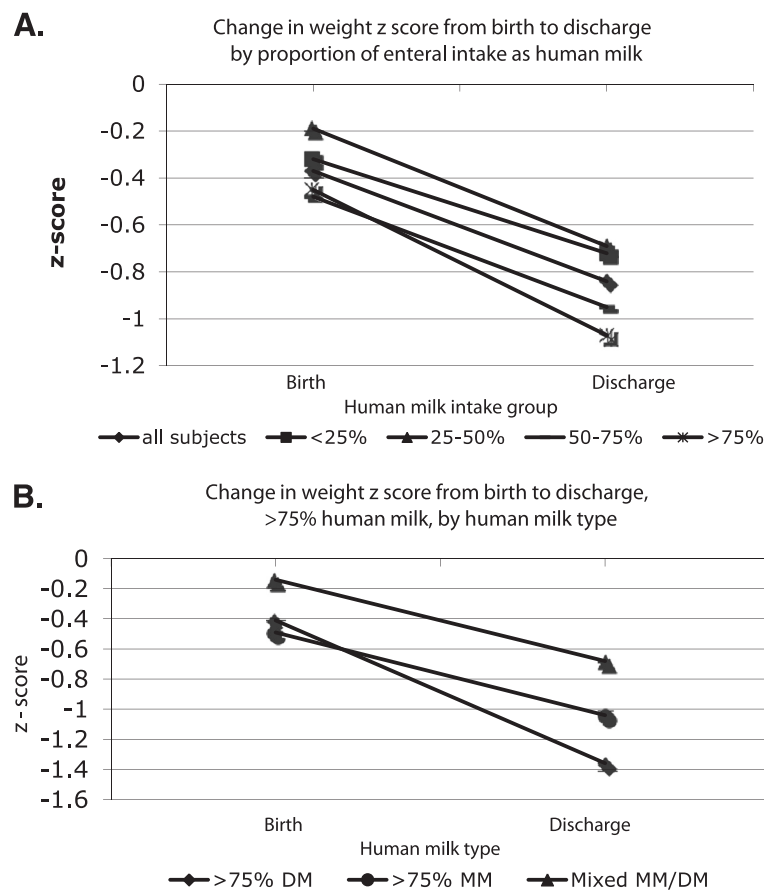 A.
Change in weight z score from birth to discharge
by proportion of enteral intake as human milk
0
-0.2
-0.4
-0.6
-0.8
-1
-1.2
z-score
Birth
Discharge
Human milk intake group
all subjects
<25%
25-50%
50-75%
>75%
B.
Change in weight z score from birth to discharge,
>75% human milk, by human milk type
0
-0.2
-0.4
-0.6
-0.8
-1
-1.2
-1.4
-1.6
z - score
Birth
Discharge
Human milk type
>75% DM
>75% MM
Mixed MM/DM